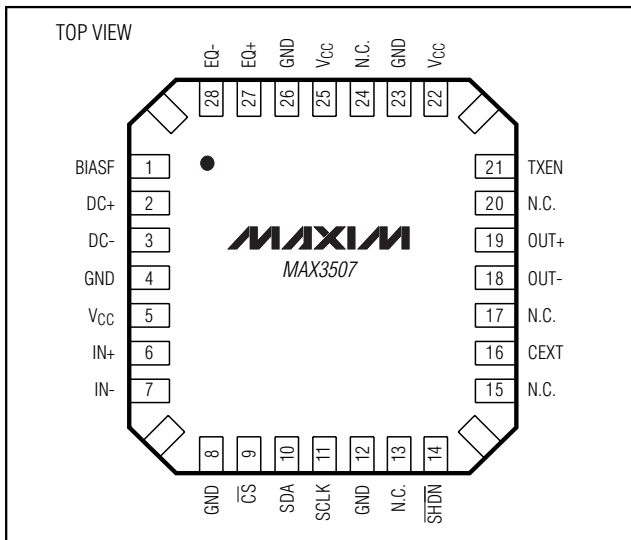 TOP VIEW
EQ- EQ+ GND VCC N.C. GND VCC
28 27 26 25 24 23 22
BIASF 1 21 TXEN
DC+ 2 20 N.C.
DC- 3 19 OUT+
MAXIM
GND 4 MAX3507 18 OUT-
VCC 5 17 N.C.
IN+ 6 16 CEXT
IN- 7 15 N.C.
8 9 10 11 12 13 14
GND C̅S̅ SDA SCLK GND N.C. S̅H̅D̅N̅